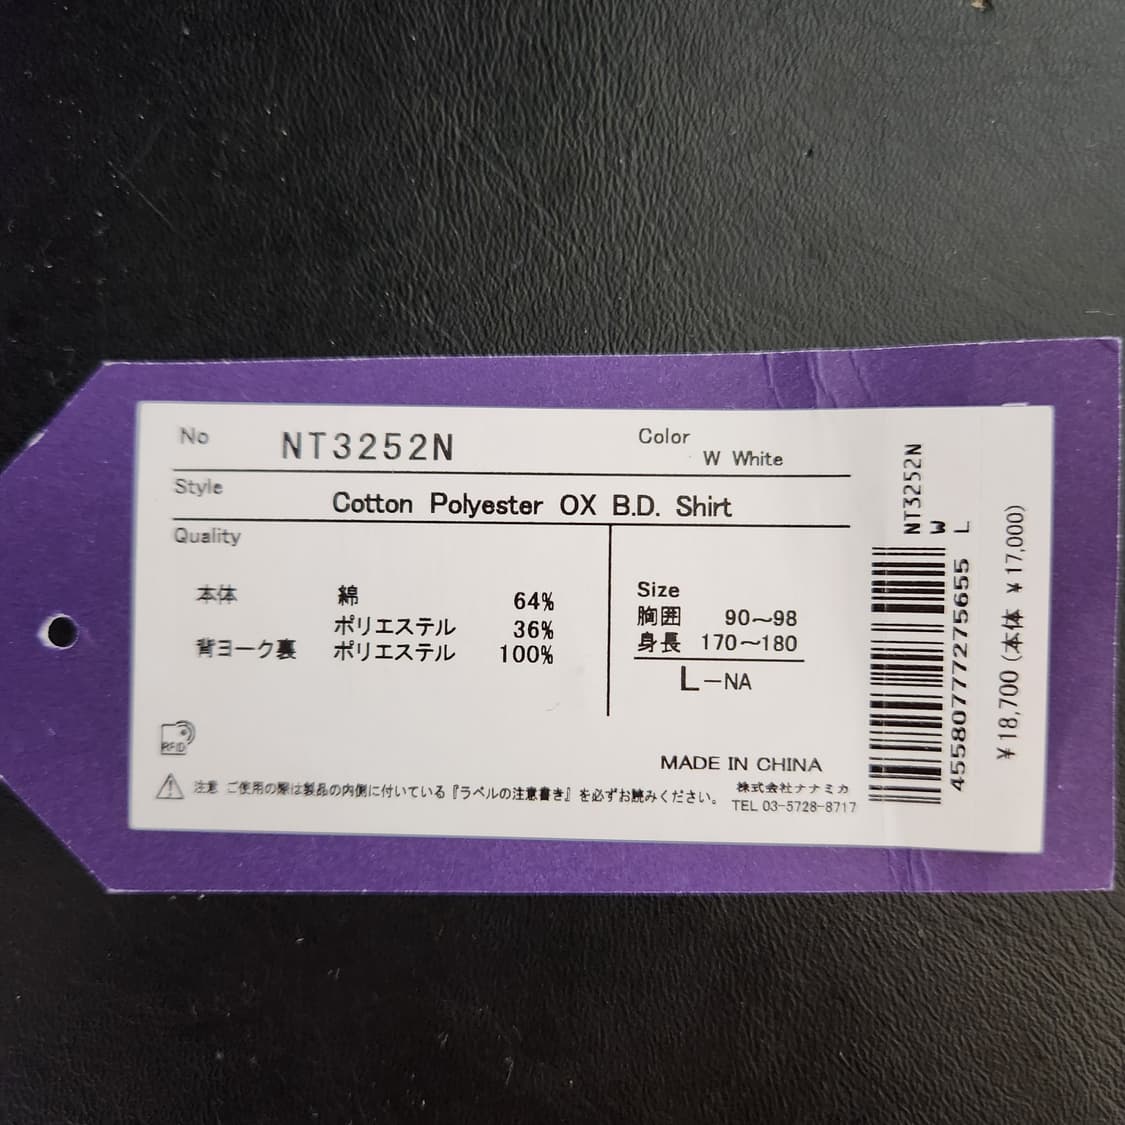 No NT3252N Color W White
Style Cotton Polyester OX B.D. Shirt
Quality
本体 綿 64%
ポリエステル 36%
背ヨーク裏 ポリエステル 100%
Size
胸囲 90~98
身長 170~180
L-NA
RFID
MADE IN CHINA
注意 ご使用の際は製品の内側に付いている『ラベルの注意書き』を必ずお読みください。
株式会社ナナミカ
TEL 03-5728-8717
NT3252N
W L
4558077275655
¥18,700 (本体 ¥17,000)